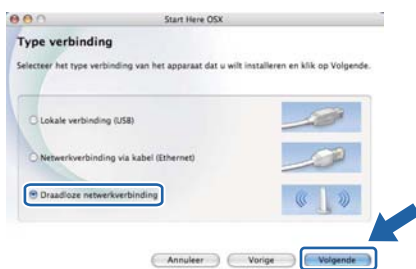 Start Here OSX
Type verbinding
Selecteer het type verbinding van het apparaat dat u wilt installeren en klik op Volgende.
Lokale verbinding (USB)
Netwerkverbinding via kabel (Ethernet)
Draadloze netwerkverbinding
Annuleer Vorige Volgende